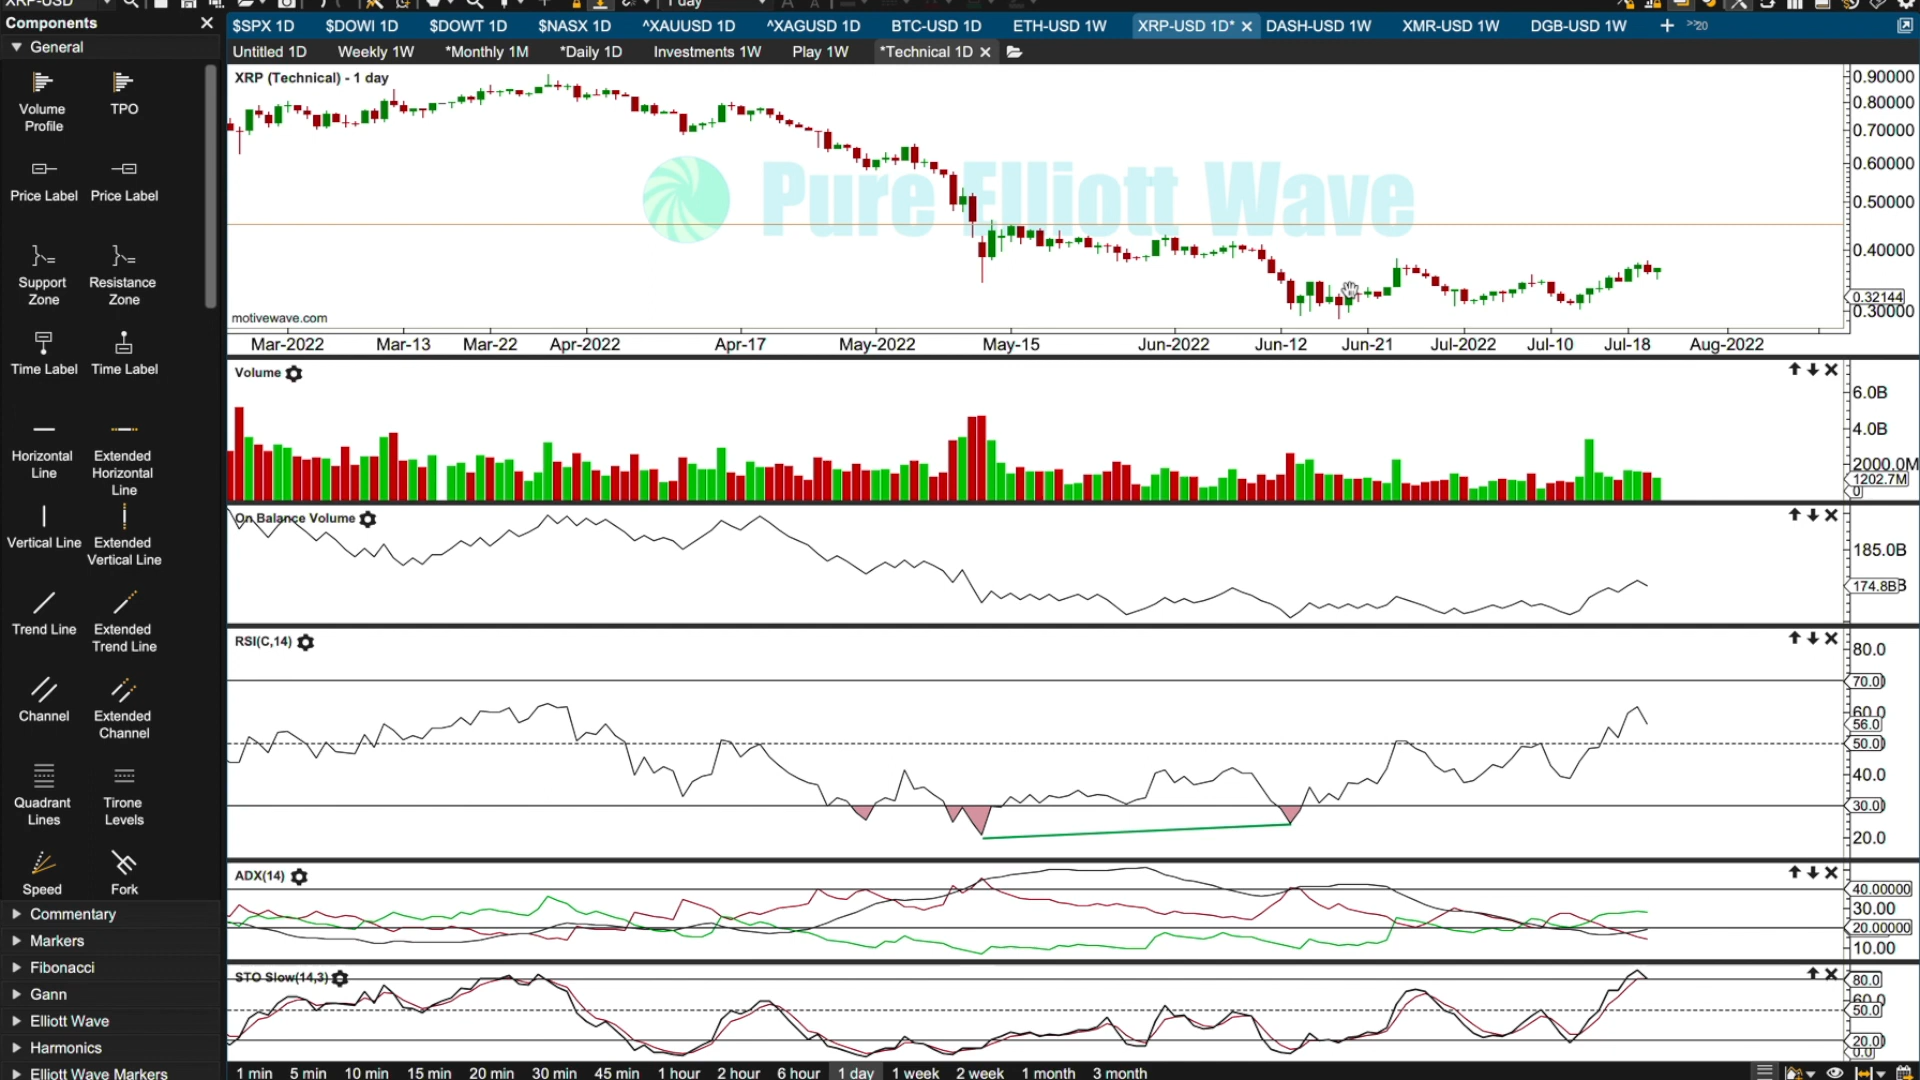 XRP-USD
1 day
Components
General
Volume Profile
TPO
Price Label
Price Label
Support Zone
Resistance Zone
Time Label
Time Label
Horizontal Line
Extended Horizontal Line
Vertical Line
Extended Vertical Line
Trend Line
Extended Trend Line
Channel
Extended Channel
Quadrant Lines
Tirone Levels
Speed
Fork
Commentary
Markers
Fibonacci
Gann
Elliott Wave
Harmonics
Elliott Wave Markers
$SPX 1D $DOWI 1D $DOWT 1D $NASX 1D ^XAUUSD 1D ^XAGUSD 1D BTC-USD 1D ETH-USD 1W XRP-USD 1D* DASH-USD 1W XMR-USD 1W DGB-USD 1W + »20
Untitled 1D Weekly 1W *Monthly 1M *Daily 1D Investments 1W Play 1W *Technical 1D
XRP (Technical) - 1 day
Pure Elliott Wave
motivewave.com
0.90000
0.80000
0.70000
0.60000
0.50000
0.40000
0.32144
0.30000
Mar-2022 Mar-13 Mar-22 Apr-2022 Apr-17 May-2022 May-15 Jun-2022 Jun-12 Jun-21 Jul-2022 Jul-10 Jul-18 Aug-2022
Volume
6.0B
4.0B
2000.0M
1202.7M
0
On Balance Volume
185.0B
174.8B
RSI(C,14)
80.0
70.0
60.0
56.0
50.0
40.0
30.0
20.0
ADX(14)
40.00000
30.00
20.00000
10.00
STO Slow(14,3)
80.0
60.0
50.0
20.0
0.0
1 min 5 min 10 min 15 min 20 min 30 min 45 min 1 hour 2 hour 6 hour 1 day 1 week 2 week 1 month 3 month